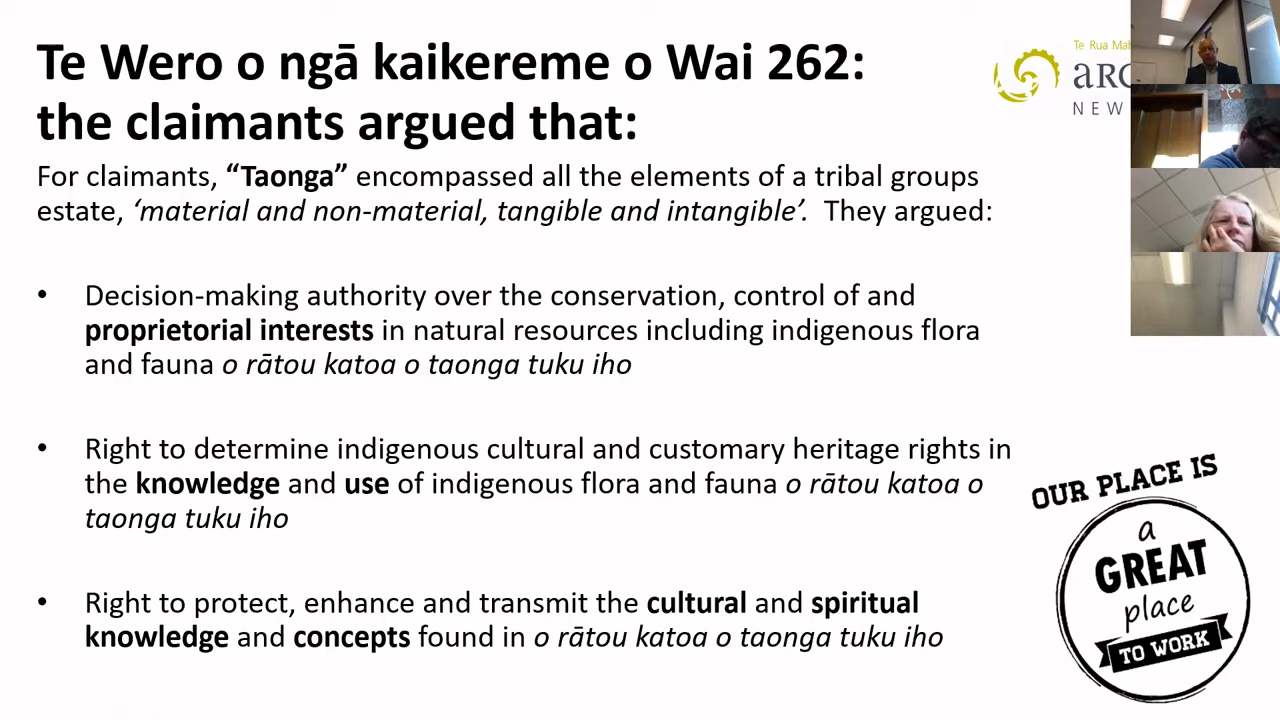 Te Wero o ngā kaikereme o Wai 262:
the claimants argued that:
Te Rua Mah
ARC
NEW
For claimants, “Taonga” encompassed all the elements of a tribal groups
estate, ‘material and non-material, tangible and intangible’. They argued:
• Decision-making authority over the conservation, control of and
proprietorial interests in natural resources including indigenous flora
and fauna o rātou katoa o taonga tuku iho
• Right to determine indigenous cultural and customary heritage rights in
the knowledge and use of indigenous flora and fauna o rātou katoa o
taonga tuku iho
• Right to protect, enhance and transmit the cultural and spiritual
knowledge and concepts found in o rātou katoa o taonga tuku iho
OUR PLACE IS
a
GREAT
place
TO WORK